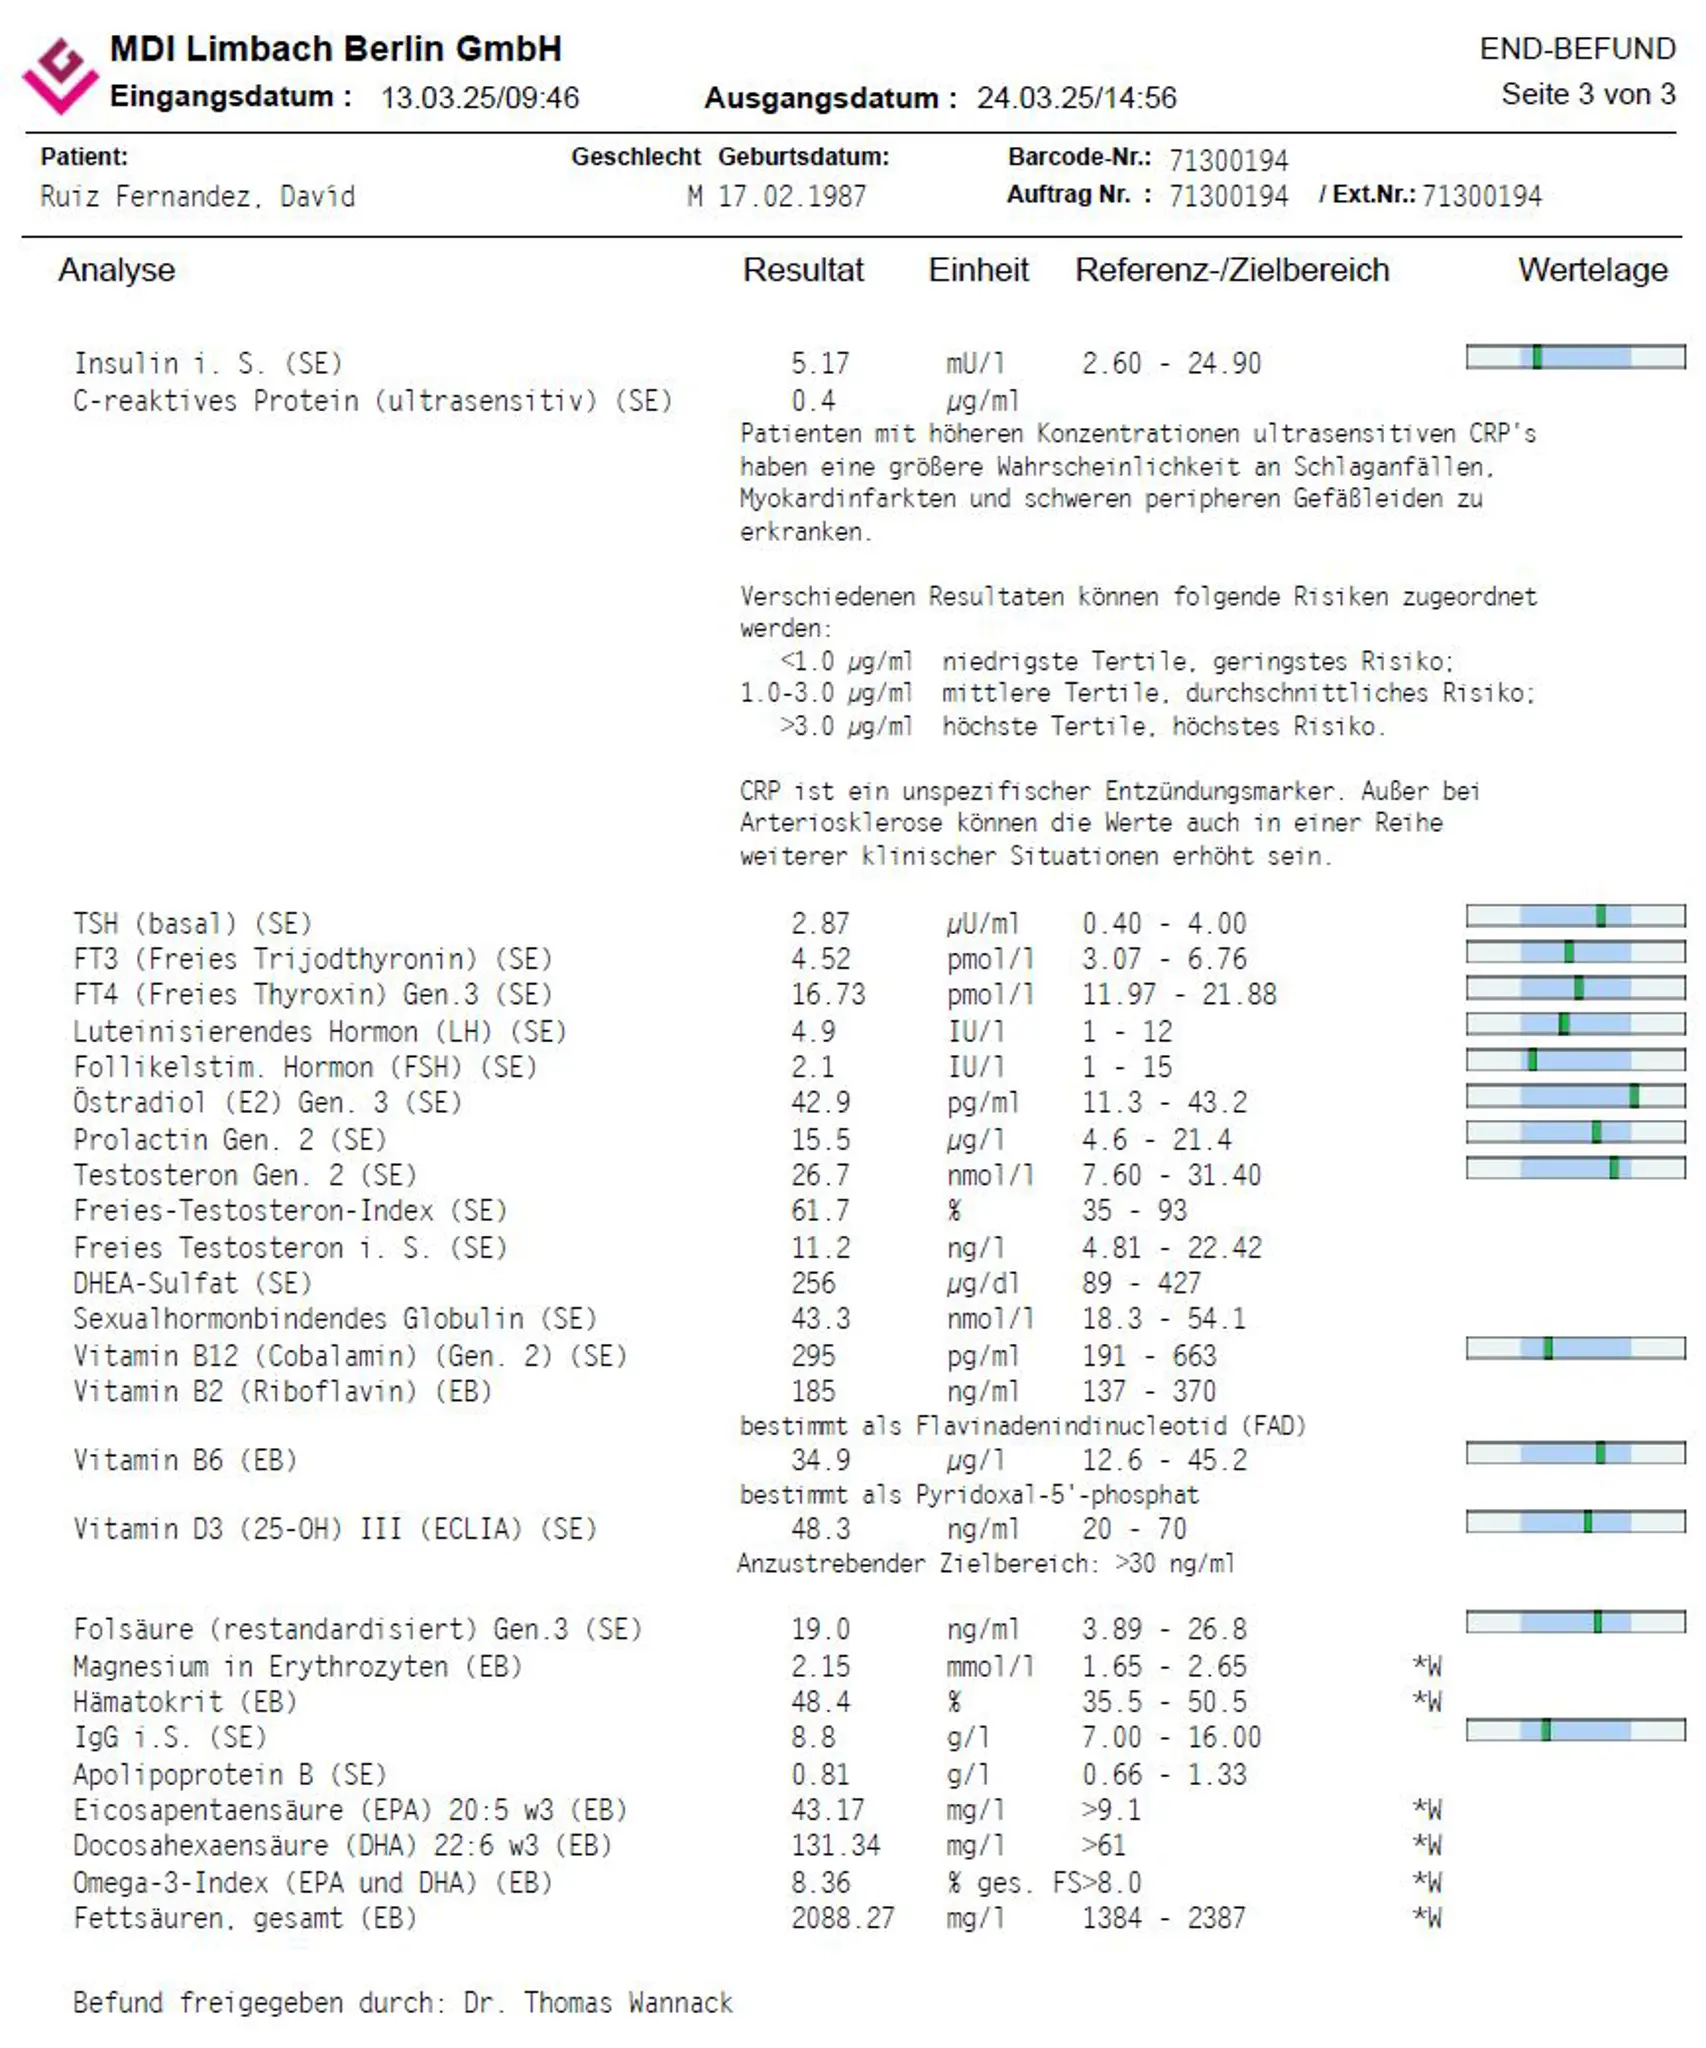 MDI Limbach Berlin GmbH
END-BEFUND
Eingangsdatum : 13.03.25/09:46 Ausgangsdatum : 24.03.25/14:56
Seite 3 von 3
Patient: Geschlecht Geburtsdatum: Barcode-Nr.: 71300194
Ruiz Fernandez, David M 17.02.1987 Auftrag Nr. : 71300194 / Ext.Nr.: 71300194
Analyse Resultat Einheit Referenz-/Zielbereich Wertelage
Insulin i. S. (SE) 5.17 mU/l 2.60 - 24.90
C-reaktives Protein (ultrasensitiv) (SE) 0.4 µg/ml
Patienten mit höheren Konzentrationen ultrasensitiven CRP's
haben eine größere Wahrscheinlichkeit an Schlaganfällen,
Myokardinfarkten und schweren peripheren Gefäßleiden zu
erkranken.
Verschiedenen Resultaten können folgende Risiken zugeordnet
werden:
<1.0 µg/ml niedrigste Tertile, geringstes Risiko;
1.0-3.0 µg/ml mittlere Tertile, durchschnittliches Risiko;
>3.0 µg/ml höchste Tertile, höchstes Risiko.
CRP ist ein unspezifischer Entzündungsmarker. Außer bei
Arteriosklerose können die Werte auch in einer Reihe
weiterer klinischer Situationen erhöht sein.
TSH (basal) (SE) 2.87 µU/ml 0.40 - 4.00
FT3 (Freies Trijodthyronin) (SE) 4.52 pmol/l 3.07 - 6.76
FT4 (Freies Thyroxin) Gen.3 (SE) 16.73 pmol/l 11.97 - 21.88
Luteinisierendes Hormon (LH) (SE) 4.9 IU/l 1 - 12
Follikelstim. Hormon (FSH) (SE) 2.1 IU/l 1 - 15
Östradiol (E2) Gen. 3 (SE) 42.9 pg/ml 11.3 - 43.2
Prolactin Gen. 2 (SE) 15.5 µg/l 4.6 - 21.4
Testosteron Gen. 2 (SE) 26.7 nmol/l 7.60 - 31.40
Freies-Testosteron-Index (SE) 61.7 % 35 - 93
Freies Testosteron i. S. (SE) 11.2 ng/l 4.81 - 22.42
DHEA-Sulfat (SE) 256 µg/dl 89 - 427
Sexualhormonbindendes Globulin (SE) 43.3 nmol/l 18.3 - 54.1
Vitamin B12 (Cobalamin) (Gen. 2) (SE) 295 pg/ml 191 - 663
Vitamin B2 (Riboflavin) (EB) 185 ng/ml 137 - 370
bestimmt als Flavinadenindinucleotid (FAD)
Vitamin B6 (EB) 34.9 µg/l 12.6 - 45.2
bestimmt als Pyridoxal-5'-phosphat
Vitamin D3 (25-OH) III (ECLIA) (SE) 48.3 ng/ml 20 - 70
Anzustrebender Zielbereich: >30 ng/ml
Folsäure (restandardisiert) Gen.3 (SE) 19.0 ng/ml 3.89 - 26.8
Magnesium in Erythrozyten (EB) 2.15 mmol/l 1.65 - 2.65 *W
Hämatokrit (EB) 48.4 % 35.5 - 50.5 *W
IgG i.S. (SE) 8.8 g/l 7.00 - 16.00
Apolipoprotein B (SE) 0.81 g/l 0.66 - 1.33
Eicosapentaensäure (EPA) 20:5 w3 (EB) 43.17 mg/l >9.1 *W
Docosahexaensäure (DHA) 22:6 w3 (EB) 131.34 mg/l >61 *W
Omega-3-Index (EPA und DHA) (EB) 8.36 % ges. FS>8.0 *W
Fettsäuren, gesamt (EB) 2088.27 mg/l 1384 - 2387 *W
Befund freigegeben durch: Dr. Thomas Wannack